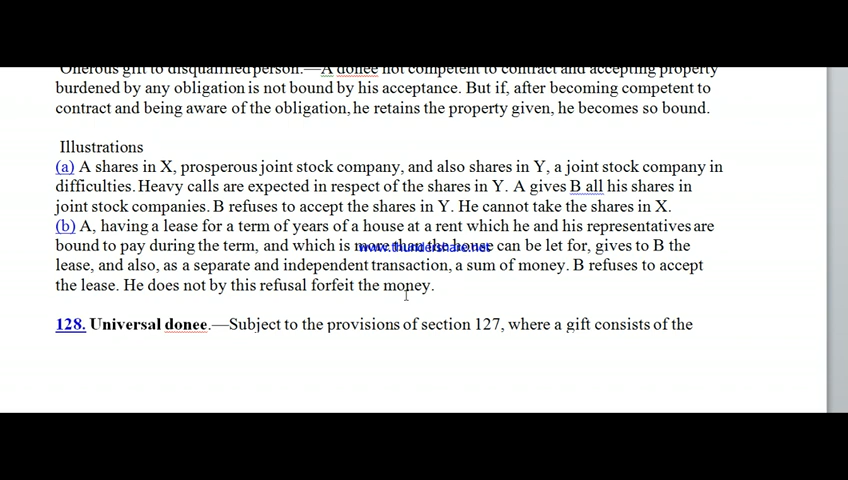 Onerous gift to disqualified person.—A donee not competent to contract and accepting property
burdened by any obligation is not bound by his acceptance. But if, after becoming competent to
contract and being aware of the obligation, he retains the property given, he becomes so bound.
Illustrations
(a) A shares in X, prosperous joint stock company, and also shares in Y, a joint stock company in
difficulties. Heavy calls are expected in respect of the shares in Y. A gives B all his shares in
joint stock companies. B refuses to accept the shares in Y. He cannot take the shares in X.
(b) A, having a lease for a term of years of a house at a rent which he and his representatives are
bound to pay during the term, and which is more than the house can be let for, gives to B the
www.thundershare.net
lease, and also, as a separate and independent transaction, a sum of money. B refuses to accept
the lease. He does not by this refusal forfeit the money.
128. Universal donee.—Subject to the provisions of section 127, where a gift consists of the